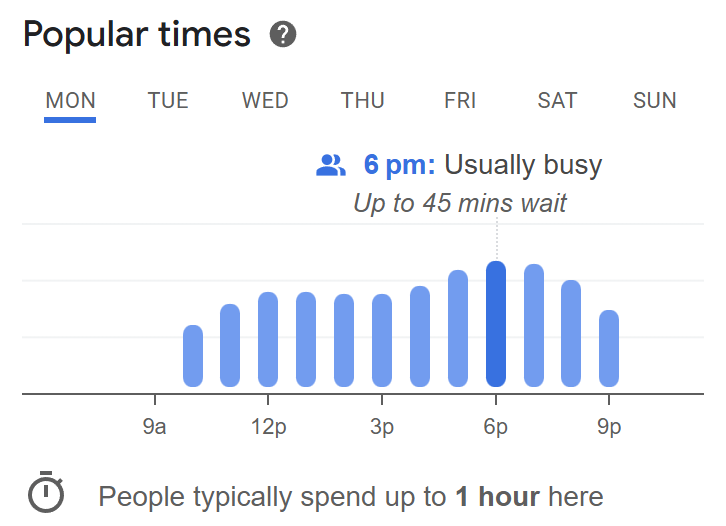 Popular times ?
MON TUE WED THU FRI SAT SUN
6 pm: Usually busy
Up to 45 mins wait
9a 12p 3p 6p 9p
People typically spend up to 1 hour here